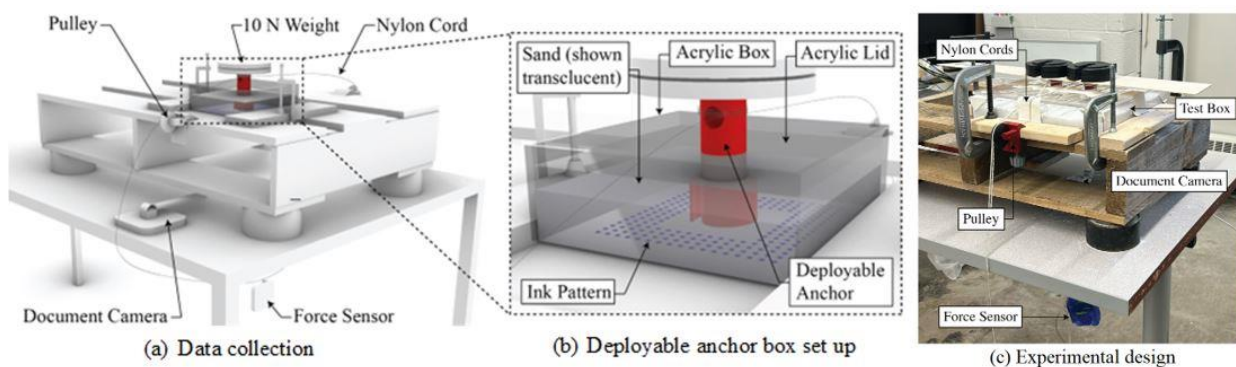 Pulley
10 N Weight
Nylon Cord
Document Camera
Force Sensor
(a) Data collection
Sand (shown
transclucent)
Acrylic Box
Acrylic Lid
Ink Pattern
Deployable
Anchor
(b) Deployable anchor box set up
Nylon Cords
Test Box
Document Camera
Pulley
Force Sensor
(c) Experimental design